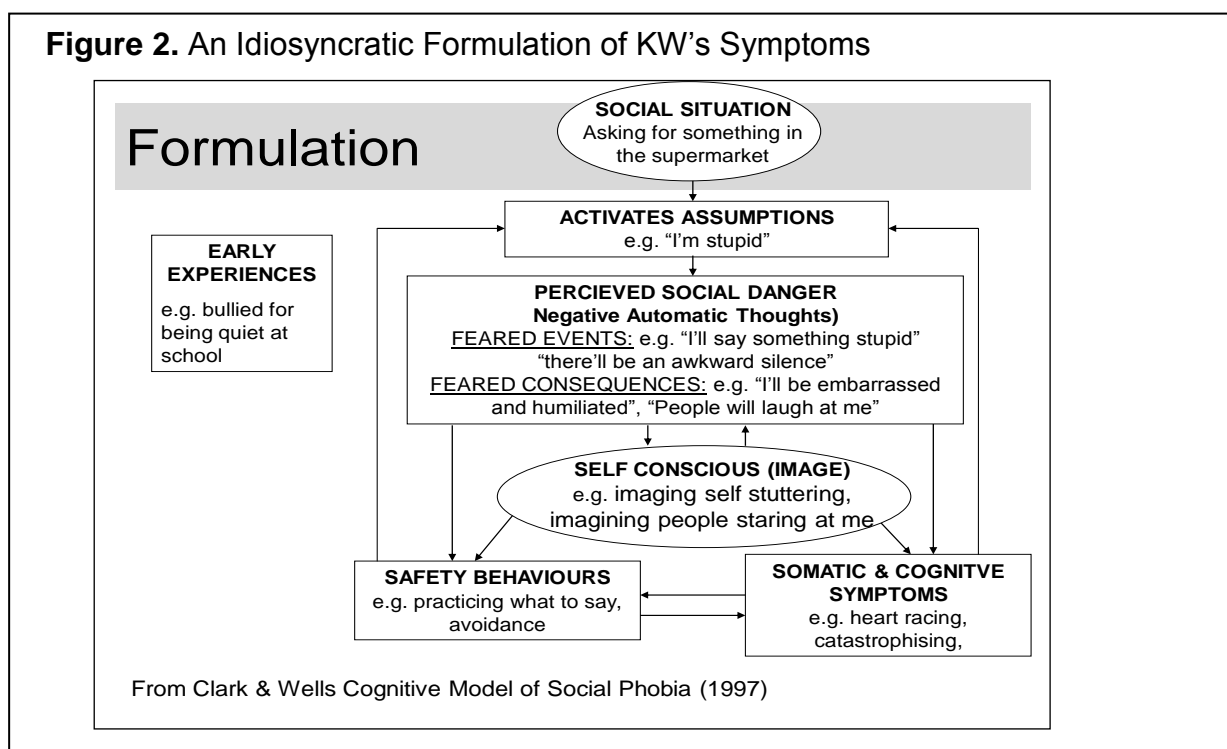 Figure 2. An Idiosyncratic Formulation of KW's Symptoms
Formulation
SOCIAL SITUATION
Asking for something in
the supermarket
ACTIVATES ASSUMPTIONS
e.g. “I'm stupid”
EARLY
EXPERIENCES
e.g. bullied for
being quiet at
school
PERCIEVED SOCIAL DANGER
Negative Automatic Thoughts)
FEARED EVENTS: e.g. “I'll say something stupid”
“there'll be an awkward silence”
FEARED CONSEQUENCES: e.g. “I'll be embarrassed
and humiliated”, “People will laugh at me”
SELF CONSCIOUS (IMAGE)
e.g. imaging self stuttering,
imagining people staring at me
SAFETY BEHAVIOURS
e.g. practicing what to say,
avoidance
SOMATIC & COGNITVE
SYMPTOMS
e.g. heart racing,
catastrophising,
From Clark & Wells Cognitive Model of Social Phobia (1997)